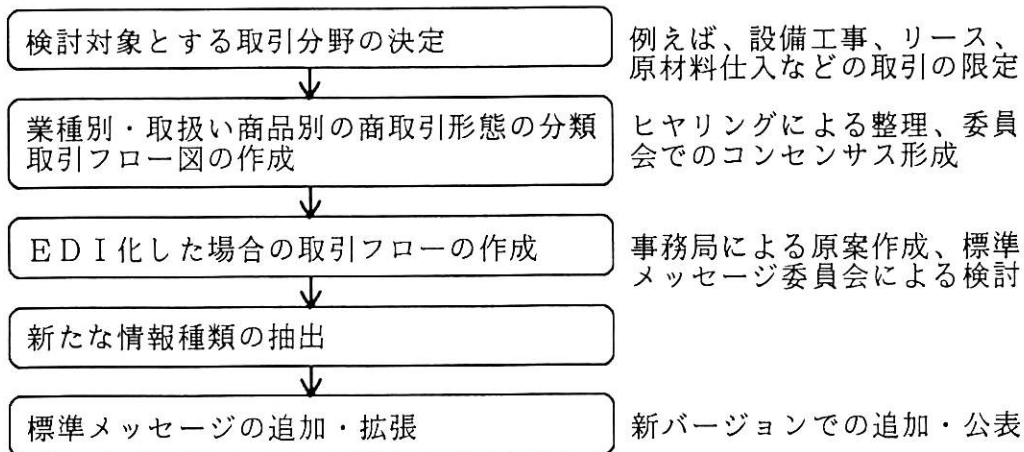 検討対象とする取引分野の決定
例えば、設備工事、リース、
原材料仕入などの取引の限定
業種別・取扱い商品別の商取引形態の分類
取引フロー図の作成
ヒヤリングによる整理、委員
会でのコンセンサス形成
ＥＤＩ化した場合の取引フローの作成
事務局による原案作成、標準
メッセージ委員会による検討
新たな情報種類の抽出
標準メッセージの追加・拡張
新バージョンでの追加・公表